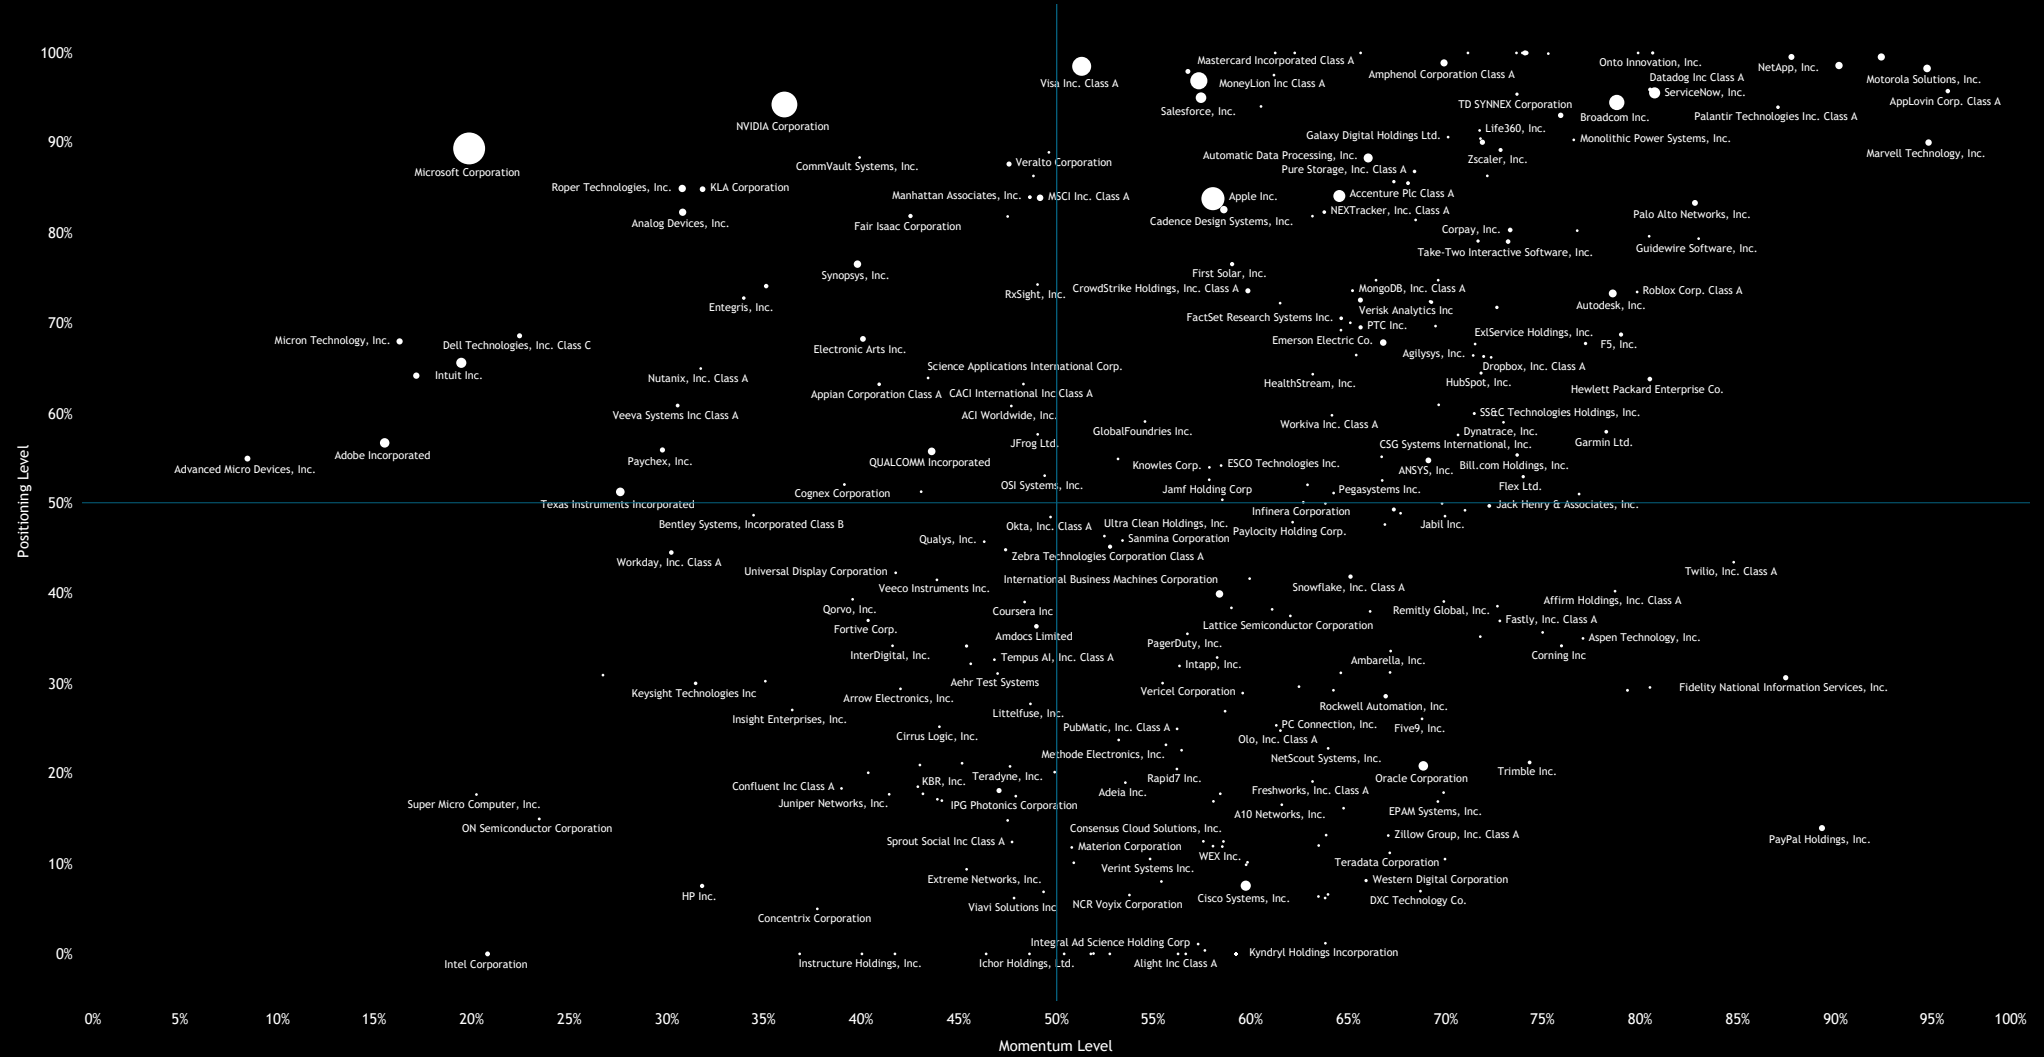 100%
Mastercard Incorporated Class A
Onto Innovation, Inc.
NetApp, Inc.
Amphenol Corporation Class A
Datadog Inc Class A
Motorola Solutions, Inc.
Visa Inc. Class A
MoneyLion Inc Class A
ServiceNow, Inc.
AppLovin Corp. Class A
TD SYNNEX Corporation
Salesforce, Inc.
Broadcom Inc.
Palantir Technologies Inc. Class A
NVIDIA Corporation
Life360, Inc.
Galaxy Digital Holdings Ltd.
Monolithic Power Systems, Inc.
90%
Marvell Technology, Inc.
Automatic Data Processing, Inc.
Zscaler, Inc.
Veralto Corporation
CommVault Systems, Inc.
Pure Storage, Inc. Class A
Microsoft Corporation
Roper Technologies, Inc.
KLA Corporation
Manhattan Associates, Inc.
MSCI Inc. Class A
Apple Inc.
Accenture Plc Class A
NEXTracker, Inc. Class A
Palo Alto Networks, Inc.
Analog Devices, Inc.
Fair Isaac Corporation
Cadence Design Systems, Inc.
Corpay, Inc.
80%
Take-Two Interactive Software, Inc.
Guidewire Software, Inc.
Synopsys, Inc.
First Solar, Inc.
RxSight, Inc.
CrowdStrike Holdings, Inc. Class A
MongoDB, Inc. Class A
Roblox Corp. Class A
Entegris, Inc.
Verisk Analytics Inc
Autodesk, Inc.
FactSet Research Systems Inc.
70%
PTC Inc.
ExlService Holdings, Inc.
Micron Technology, Inc.
Dell Technologies, Inc. Class C
Electronic Arts Inc.
Emerson Electric Co.
F5, Inc.
Agilysys, Inc.
Science Applications International Corp.
Dropbox, Inc. Class A
Intuit Inc.
Nutanix, Inc. Class A
HealthStream, Inc.
HubSpot, Inc.
Hewlett Packard Enterprise Co.
Appian Corporation Class A
CACI International Inc Class A
60%
Veeva Systems Inc Class A
ACI Worldwide, Inc.
SS&C Technologies Holdings, Inc.
Workiva Inc. Class A
GlobalFoundries Inc.
Dynatrace, Inc.
JFrog Ltd.
CSG Systems International, Inc.
Garmin Ltd.
Adobe Incorporated
Paychex, Inc.
QUALCOMM Incorporated
Knowles Corp.
ESCO Technologies Inc.
Bill.com Holdings, Inc.
Advanced Micro Devices, Inc.
ANSYS, Inc.
OSI Systems, Inc.
Jamf Holding Corp
Pegasystems Inc.
Flex Ltd.
Cognex Corporation
50%
Texas Instruments Incorporated
Jack Henry & Associates, Inc.
Infinera Corporation
Bentley Systems, Incorporated Class B
Okta, Inc. Class A
Ultra Clean Holdings, Inc.
Jabil Inc.
Paylocity Holding Corp.
Qualys, Inc.
Sanmina Corporation
Zebra Technologies Corporation Class A
Workday, Inc. Class A
Universal Display Corporation
International Business Machines Corporation
Twilio, Inc. Class A
Veeco Instruments Inc.
Snowflake, Inc. Class A
40%
Affirm Holdings, Inc. Class A
Qorvo, Inc.
Coursera Inc
Remitly Global, Inc.
Fastly, Inc. Class A
Lattice Semiconductor Corporation
Fortive Corp.
Amdocs Limited
Aspen Technology, Inc.
PagerDuty, Inc.
InterDigital, Inc.
Tempus AI, Inc. Class A
Corning Inc
Intapp, Inc.
Ambarella, Inc.
30%
Aehr Test Systems
Fidelity National Information Services, Inc.
Keysight Technologies Inc
Vericel Corporation
Arrow Electronics, Inc.
Rockwell Automation, Inc.
Littelfuse, Inc.
Insight Enterprises, Inc.
PubMatic, Inc. Class A
PC Connection, Inc.
Five9, Inc.
Cirrus Logic, Inc.
Olo, Inc. Class A
Methode Electronics, Inc.
NetScout Systems, Inc.
20%
Teradyne, Inc.
Rapid7 Inc.
Oracle Corporation
Trimble Inc.
KBR, Inc.
Confluent Inc Class A
Adeia Inc.
Freshworks, Inc. Class A
Super Micro Computer, Inc.
Juniper Networks, Inc.
IPG Photonics Corporation
A10 Networks, Inc.
EPAM Systems, Inc.
ON Semiconductor Corporation
Consensus Cloud Solutions, Inc.
Zillow Group, Inc. Class A
PayPal Holdings, Inc.
Sprout Social Inc Class A
Materion Corporation
WEX Inc.
10%
Teradata Corporation
Verint Systems Inc.
Extreme Networks, Inc.
Western Digital Corporation
HP Inc.
Cisco Systems, Inc.
DXC Technology Co.
NCR Voyix Corporation
Viavi Solutions Inc
Concentrix Corporation
Integral Ad Science Holding Corp
0%
Kyndryl Holdings Incorporation
Intel Corporation
Instructure Holdings, Inc.
Ichor Holdings, Ltd.
Alight Inc Class A
Positioning Level
0% 5% 10% 15% 20% 25% 30% 35% 40% 45% 50% 55% 60% 65% 70% 75% 80% 85% 90% 95% 100%
Momentum Level